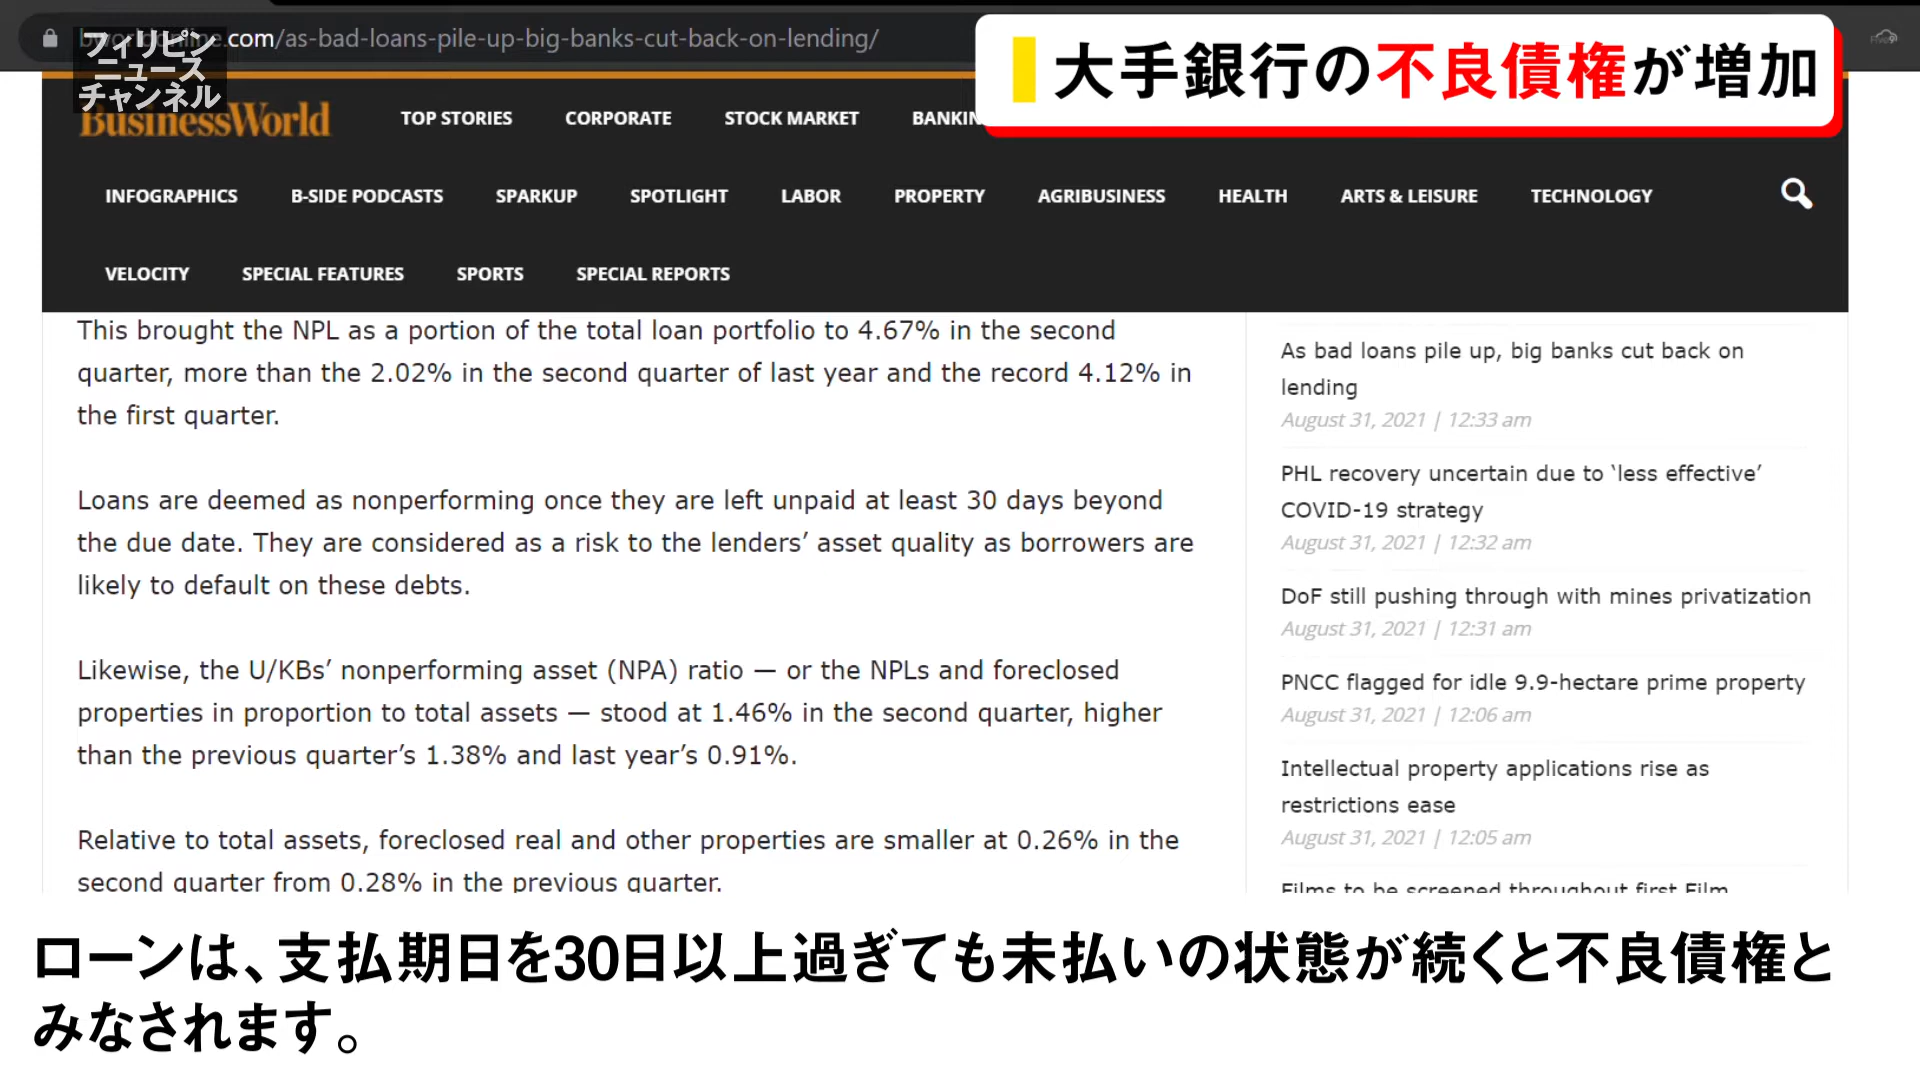 .com/as-bad-loans-pile-up-big-banks-cut-back-on-lending/
フィリピン
ニュース
チャンネル
大手銀行の不良債権が増加
BusinessWorld
TOP STORIES CORPORATE STOCK MARKET
INFOGRAPHICS B-SIDE PODCASTS SPARKUP SPOTLIGHT LABOR PROPERTY AGRIBUSINESS HEALTH ARTS & LEISURE TECHNOLOGY
VELOCITY SPECIAL FEATURES SPORTS SPECIAL REPORTS
This brought the NPL as a portion of the total loan portfolio to 4.67% in the second
quarter, more than the 2.02% in the second quarter of last year and the record 4.12% in
the first quarter.
Loans are deemed as nonperforming once they are left unpaid at least 30 days beyond
the due date. They are considered as a risk to the lenders’ asset quality as borrowers are
likely to default on these debts.
Likewise, the U/KBs’ nonperforming asset (NPA) ratio — or the NPLs and foreclosed
properties in proportion to total assets — stood at 1.46% in the second quarter, higher
than the previous quarter’s 1.38% and last year’s 0.91%.
Relative to total assets, foreclosed real and other properties are smaller at 0.26% in the
second quarter from 0.28% in the previous quarter.
As bad loans pile up, big banks cut back on
lending
August 31, 2021 | 12:33 am
PHL recovery uncertain due to ‘less effective’
COVID-19 strategy
August 31, 2021 | 12:32 am
DoF still pushing through with mines privatization
August 31, 2021 | 12:31 am
PNCC flagged for idle 9.9-hectare prime property
August 31, 2021 | 12:06 am
Intellectual property applications rise as
restrictions ease
August 31, 2021 | 12:05 am
Films to be screened throughout first Film
ローンは、支払期日を30日以上過ぎても未払いの状態が続くと不良債権と
みなされます。